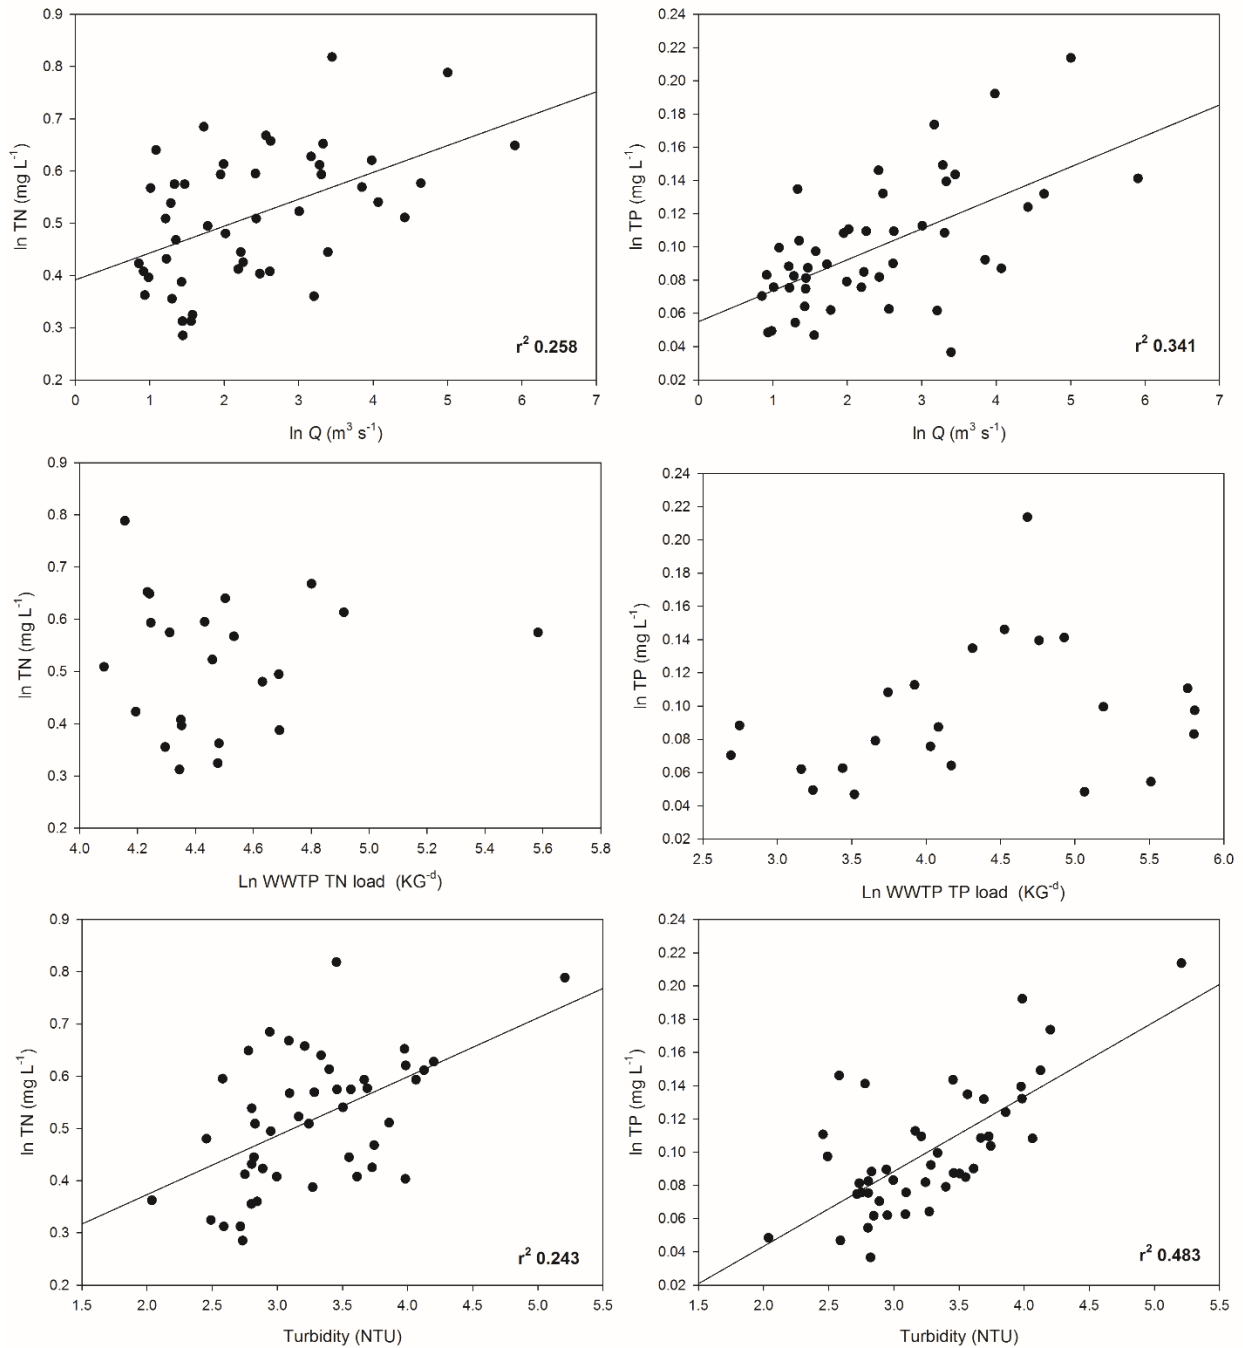 0.9
0.8
0.7
0.6
0.5
0.4
0.3
0.2
ln TN (mg L⁻¹)
r² 0.258
0 1 2 3 4 5 6 7
ln Q (m³ s⁻¹)
0.24
0.22
0.20
0.18
0.16
0.14
0.12
0.10
0.08
0.06
0.04
0.02
ln TP (mg L⁻¹)
r² 0.341
0 1 2 3 4 5 6 7
ln Q (m³ s⁻¹)
0.9
0.8
0.7
0.6
0.5
0.4
0.3
0.2
ln TN (mg L⁻¹)
4.0 4.2 4.4 4.6 4.8 5.0 5.2 5.4 5.6 5.8
Ln WWTP TN load (KG⁻ᵈ)
0.24
0.22
0.20
0.18
0.16
0.14
0.12
0.10
0.08
0.06
0.04
0.02
ln TP (mg L⁻¹)
2.5 3.0 3.5 4.0 4.5 5.0 5.5 6.0
Ln WWTP TP load (KG⁻ᵈ)
0.9
0.8
0.7
0.6
0.5
0.4
0.3
0.2
ln TN (mg L⁻¹)
r² 0.243
1.5 2.0 2.5 3.0 3.5 4.0 4.5 5.0 5.5
Turbidity (NTU)
0.24
0.22
0.20
0.18
0.16
0.14
0.12
0.10
0.08
0.06
0.04
0.02
ln TP (mg L⁻¹)
r² 0.483
1.5 2.0 2.5 3.0 3.5 4.0 4.5 5.0 5.5
Turbidity (NTU)